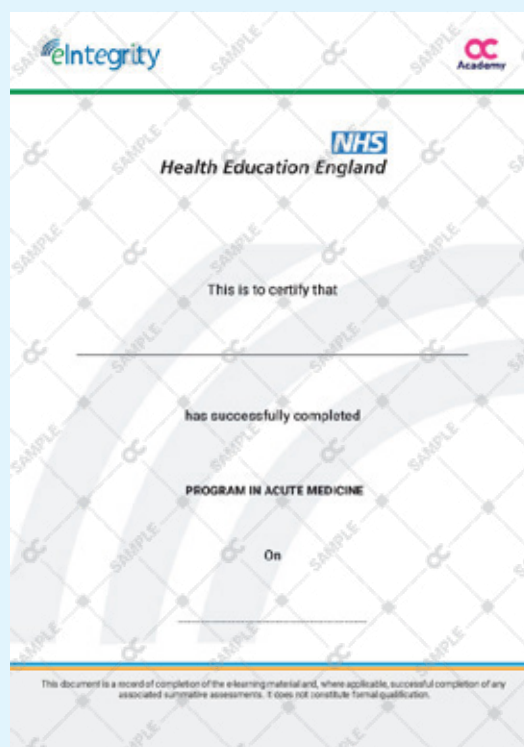 eIntegrity
OC
Academy
NHS
Health Education England
This is to certify that
has successfully completed
PROGRAM IN ACUTE MEDICINE
On
This document is a record of completion of the e-learning material and, where applicable, successful completion of any
associated summative assessments. It does not constitute formal qualification.
SAMPLE